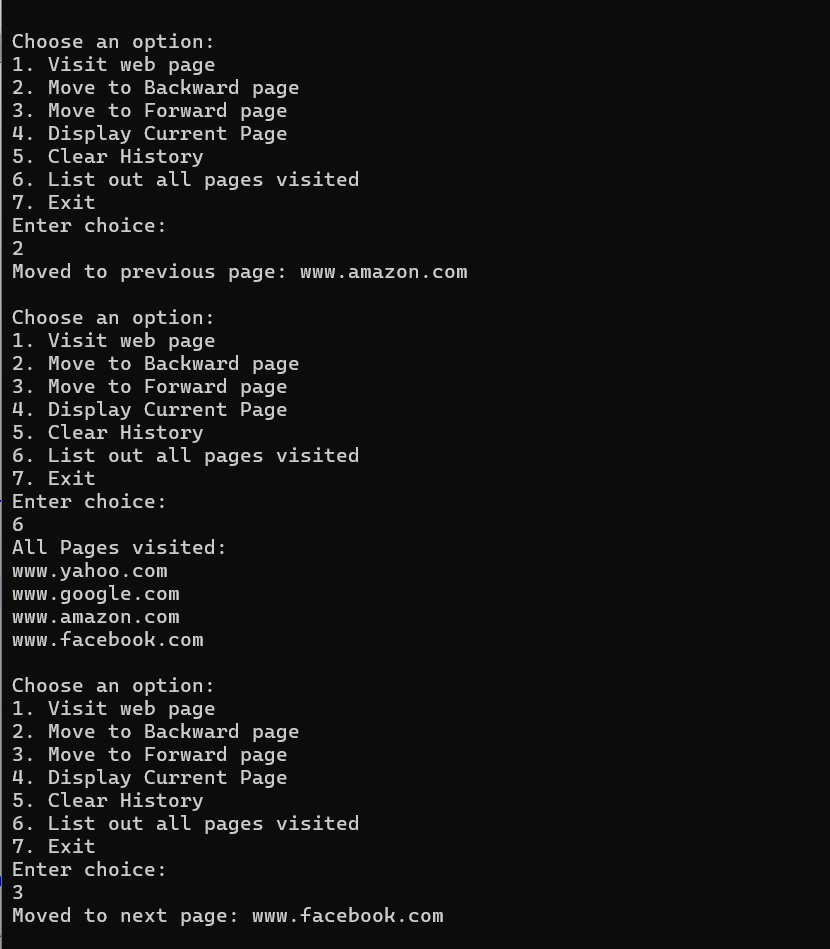 Choose an option:
1. Visit web page
2. Move to Backward page
3. Move to Forward page
4. Display Current Page
5. Clear History
6. List out all pages visited
7. Exit
Enter choice:
2
Moved to previous page: www.amazon.com
Choose an option:
1. Visit web page
2. Move to Backward page
3. Move to Forward page
4. Display Current Page
5. Clear History
6. List out all pages visited
7. Exit
Enter choice:
6
All Pages visited:
www.yahoo.com
www.google.com
www.amazon.com
www.facebook.com
Choose an option:
1. Visit web page
2. Move to Backward page
3. Move to Forward page
4. Display Current Page
5. Clear History
6. List out all pages visited
7. Exit
Enter choice:
3
Moved to next page: www.facebook.com